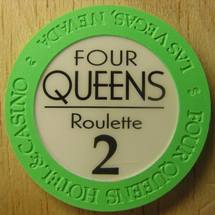 FOUR
QUEENS
Roulette
2
FOUR QUEENS HOTEL & CASINO
$
LAS VEGAS, NEVADA
$